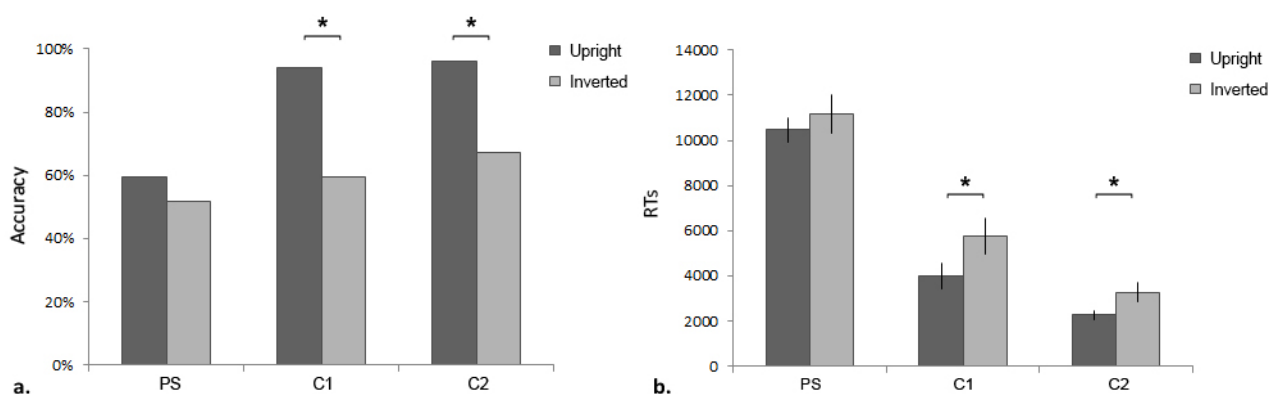 *
*
100%
80%
60%
40%
20%
0%
Accuracy
Upright
Inverted
PS
C1
C2
a.
14000
12000
10000
8000
6000
4000
2000
0
RTs
*
*
Upright
Inverted
PS
C1
C2
b.